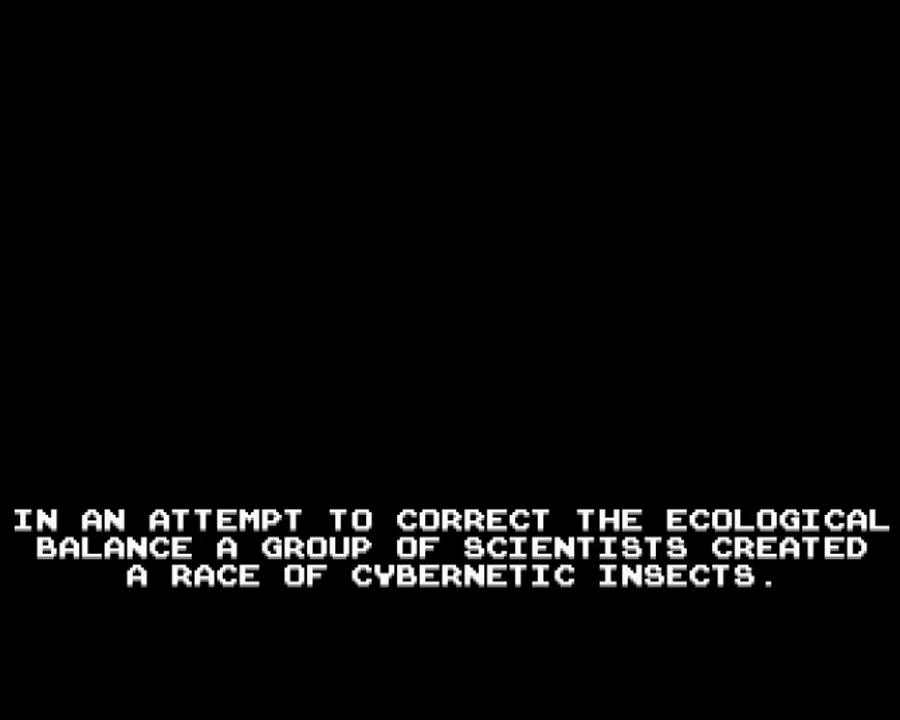 IN AN ATTEMPT TO CORRECT THE ECOLOGICAL
BALANCE A GROUP OF SCIENTISTS CREATED
A RACE OF CYBERNETIC INSECTS.